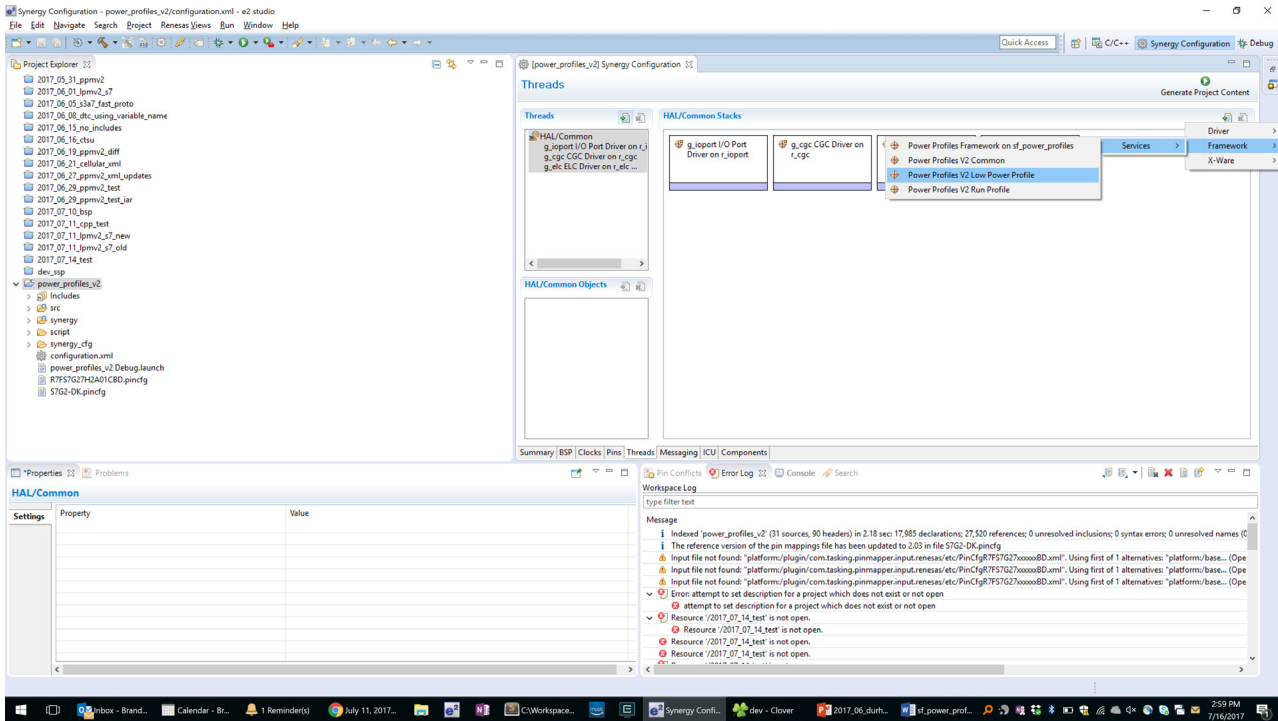 Synergy Configuration - power_profiles_v2/configuration.xml - e2 studio
File Edit Navigate Search Project Renesas Views Run Window Help
Quick Access
C/C++
Synergy Configuration
Debug
Project Explorer
2017_05_31_ppmv2
2017_06_01_lpmv2_s7
2017_06_05_s3a7_fast_proto
2017_06_08_dtc_using_variable_name
2017_06_15_no_includes
2017_06_16_ctsu
2017_06_19_ppmv2_diff
2017_06_21_cellular_xml
2017_06_27_ppmv2_xml_updates
2017_06_29_ppmv2_test
2017_06_29_ppmv2_test_iar
2017_07_10_bsp
2017_07_11_cpp_test
2017_07_11_lpmv2_s7_new
2017_07_11_lpmv2_s7_old
2017_07_14_test
dev_ssp
power_profiles_v2
Includes
src
synergy
script
synergy_cfg
configuration.xml
power_profiles_v2 Debug.launch
R7FS7G27H2A01CBD.pincfg
S7G2-DK.pincfg
[power_profiles_v2] Synergy Configuration
Threads
Generate Project Content
Threads
HAL/Common
g_ioport I/O Port Driver on r_i
g_cgc CGC Driver on r_cgc
g_elc ELC Driver on r_elc ...
HAL/Common Objects
HAL/Common Stacks
g_ioport I/O Port
Driver on r_ioport
g_cgc CGC Driver on
r_cgc
Power Profiles Framework on sf_power_profiles
Power Profiles V2 Common
Power Profiles V2 Low Power Profile
Power Profiles V2 Run Profile
Services
Driver
Framework
X-Ware
Summary BSP Clocks Pins Threads Messaging ICU Components
*Properties Problems
HAL/Common
Settings
Property Value
Pin Conflicts Error Log Console Search
Workspace Log
type filter text
Message
Indexed 'power_profiles_v2' (31 sources, 90 headers) in 2.18 sec: 17,985 declarations; 27,520 references; 0 unresolved inclusions; 0 syntax errors; 0 unresolved names (0
The reference version of the pin mappings file has been updated to 2.03 in file S7G2-DK.pincfg
Input file not found: "platform:/plugin/com.tasking.pinmapper.input.renesas/etc/PinCfgR7FS7G27xxxxxxBD.xml". Using first of 1 alternatives: "platform:/base... (Ope
Input file not found: "platform:/plugin/com.tasking.pinmapper.input.renesas/etc/PinCfgR7FS7G27xxxxxxBD.xml". Using first of 1 alternatives: "platform:/base... (Ope
Input file not found: "platform:/plugin/com.tasking.pinmapper.input.renesas/etc/PinCfgR7FS7G27xxxxxxBD.xml". Using first of 1 alternatives: "platform:/base... (Ope
Error: attempt to set description for a project which does not exist or not open
attempt to set description for a project which does not exist or not open
Resource '/2017_07_14_test' is not open.
Resource '/2017_07_14_test' is not open.
Resource '/2017_07_14_test' is not open.
Resource '/2017_07_14_test' is not open.
Inbox - Brand...
Calendar - Br...
1 Reminder(s)
July 11, 2017...
C:\Workspace...
Synergy Confi...
dev - Clover
2017_06_durh...
sf_power_prof...
2:59 PM
7/16/2017